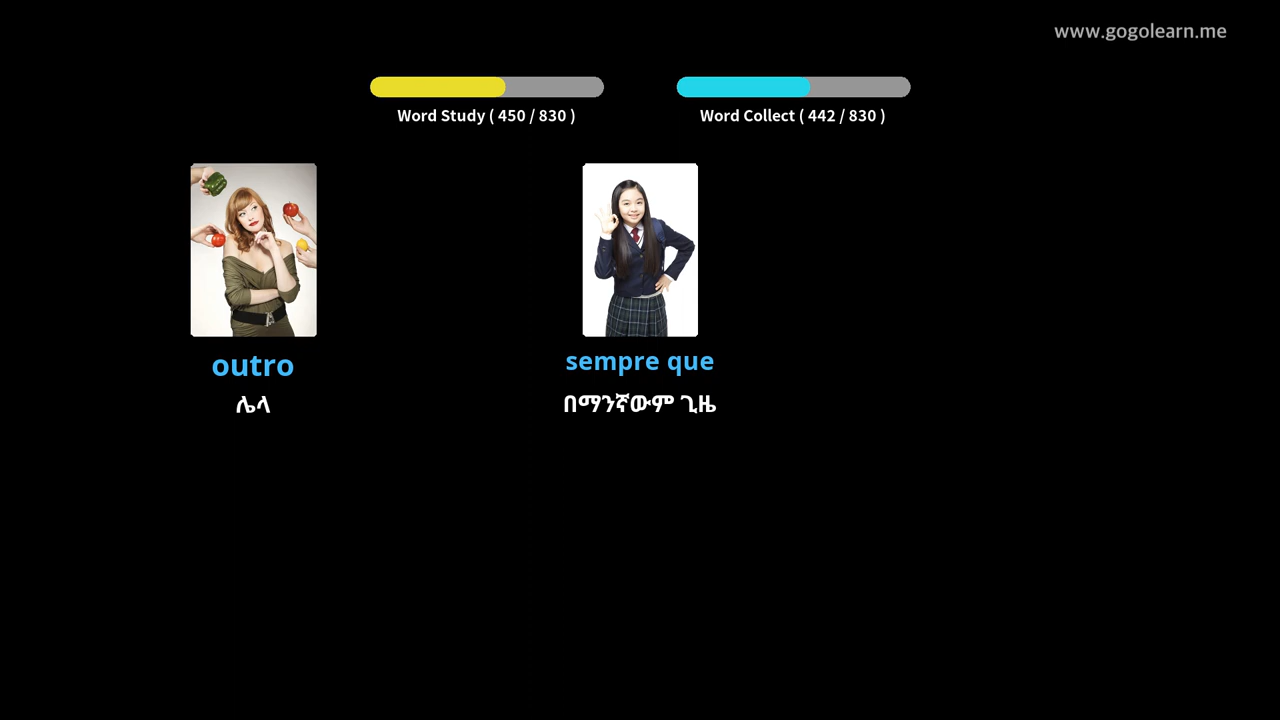 www.gogolearn.me
Word Study ( 450 / 830 )
Word Collect ( 442 / 830 )
outro
ሌላ
sempre que
በማንኛውም ጊዜ